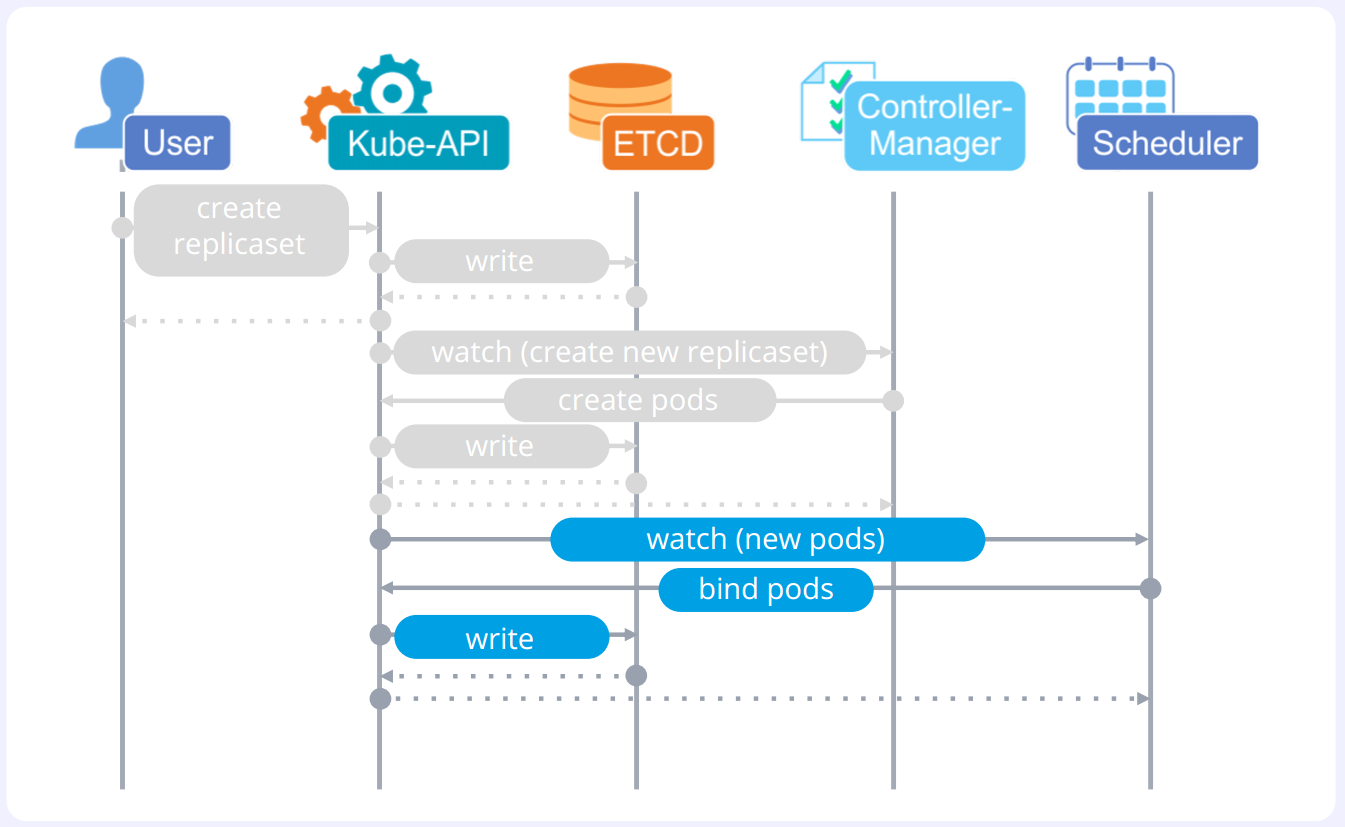 User
Kube-API
ETCD
Controller-
Manager
Scheduler
create
replicaset
write
watch (create new replicaset)
create pods
write
watch (new pods)
bind pods
write